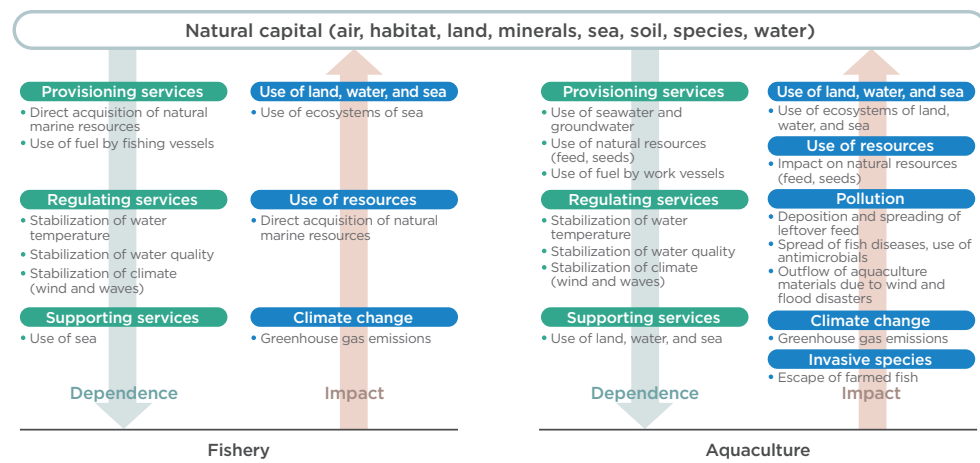 Natural capital (air, habitat, land, minerals, sea, soil, species, water)
Provisioning services
• Direct acquisition of natural
marine resources
• Use of fuel by fishing vessels
Regulating services
• Stabilization of water
temperature
• Stabilization of water quality
• Stabilization of climate
(wind and waves)
Supporting services
• Use of sea
Dependence
Use of land, water, and sea
• Use of ecosystems of sea
Use of resources
• Direct acquisition of natural
marine resources
Climate change
• Greenhouse gas emissions
Impact
Fishery
Provisioning services
• Use of seawater and
groundwater
• Use of natural resources
(feed, seeds)
• Use of fuel by work vessels
Regulating services
• Stabilization of water
temperature
• Stabilization of water quality
• Stabilization of climate
(wind and waves)
Supporting services
• Use of land, water, and sea
Dependence
Use of land, water, and sea
• Use of ecosystems of land,
water, and sea
Use of resources
• Impact on natural resources
(feed, seeds)
Pollution
• Deposition and spreading of
leftover feed
• Spread of fish diseases, use of
antimicrobials
• Outflow of aquaculture
materials due to wind and
flood disasters
Climate change
• Greenhouse gas emissions
Invasive species
• Escape of farmed fish
Impact
Aquaculture